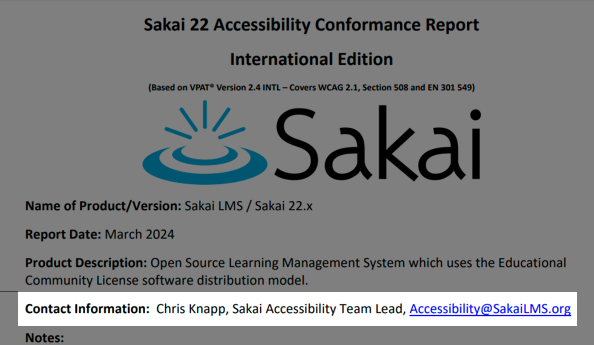 Sakai 22 Accessibility Conformance Report
International Edition
(Based on VPAT® Version 2.4 INTL – Covers WCAG 2.1, Section 508 and EN 301 549)
Sakai
Name of Product/Version: Sakai LMS / Sakai 22.x
Report Date: March 2024
Product Description: Open Source Learning Management System which uses the Educational
Community License software distribution model.
Contact Information: Chris Knapp, Sakai Accessibility Team Lead, Accessibility@SakaiLMS.org
Notes: